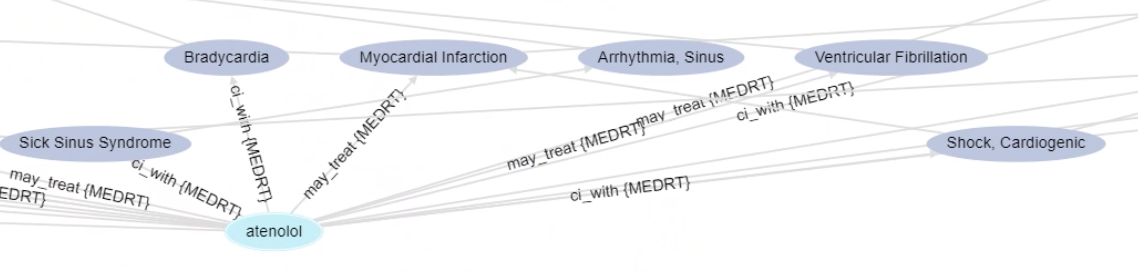 Bradycardia
Myocardial Infarction
Arrhythmia, Sinus
Ventricular Fibrillation
Sick Sinus Syndrome
Shock, Cardiogenic
ci_with {MEDRT}
may_treat {MEDRT}
may_treat {MEDRT}
may_treat {MEDRT}
ci_with {MEDRT}
ci_with {MEDRT}
may_treat {MEDRT}
ci_with {MEDRT}
EDRT}
atenolol